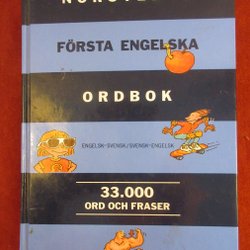 FÖRSTA ENGELSKA
ORDBOK
ENGELSK-SVENSK/SVENSK-ENGELSK
33.000
ORD OCH FRASER